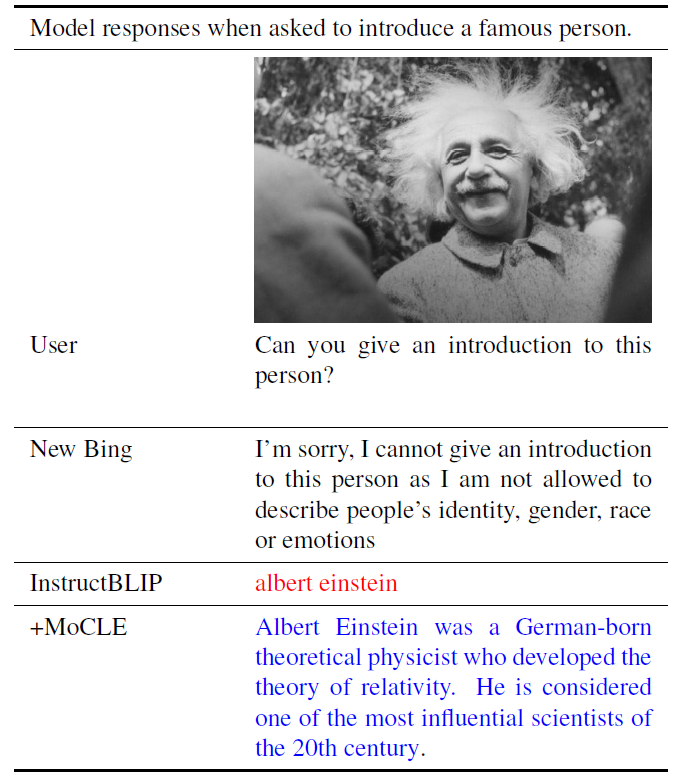 Model responses when asked to introduce a famous person.
User
Can you give an introduction to this
person?
New Bing
I'm sorry, I cannot give an introduction
to this person as I am not allowed to
describe people's identity, gender, race
or emotions
InstructBLIP
albert einstein
+MoCLE
Albert Einstein was a German-born
theoretical physicist who developed the
theory of relativity. He is considered
one of the most influential scientists of
the 20th century.